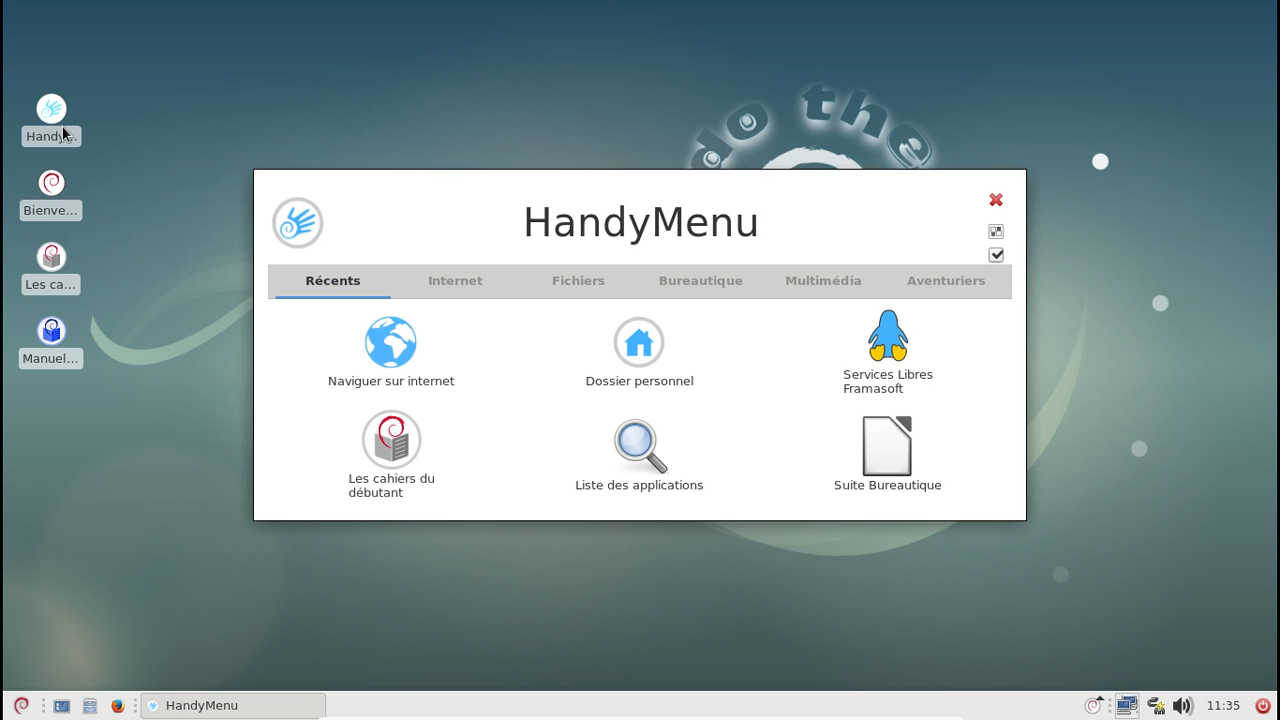 do the
Handy...
Bienve...
Les ca...
Manuel...
HandyMenu
Récents
Internet
Fichiers
Bureautique
Multimédia
Aventuriers
Naviguer sur internet
Dossier personnel
Services Libres
Framasoft
Les cahiers du
débutant
Liste des applications
Suite Bureautique
HandyMenu
11:35